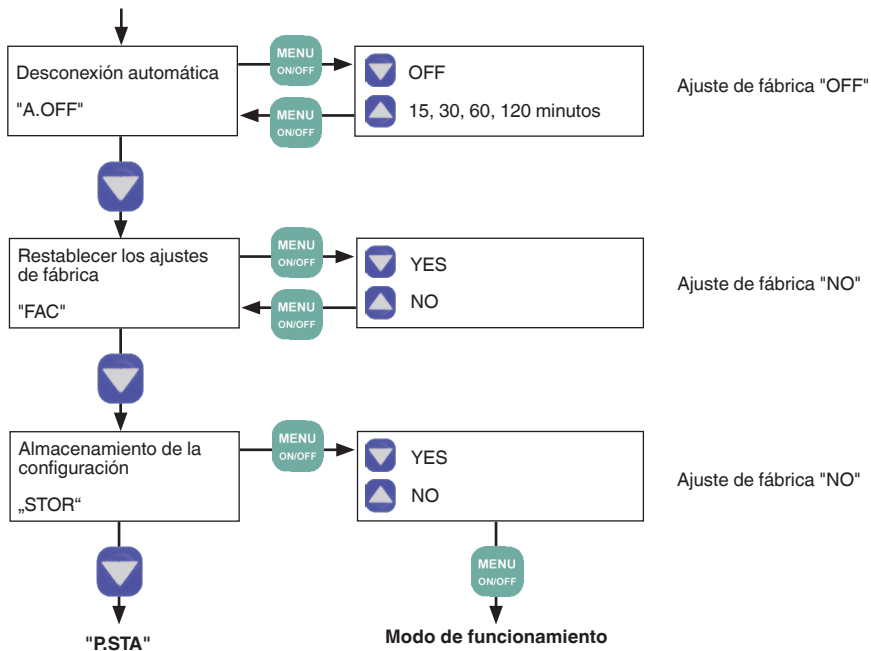 Desconexión automática
"A.OFF"
MENU
ON/OFF
MENU
ON/OFF
OFF
15, 30, 60, 120 minutos
Ajuste de fábrica "OFF"
Restablecer los ajustes
de fábrica
"FAC"
MENU
ON/OFF
MENU
ON/OFF
YES
NO
Ajuste de fábrica "NO"
Almacenamiento de la
configuración
„STOR“
MENU
ON/OFF
YES
NO
Ajuste de fábrica "NO"
MENU
ON/OFF
"P.STA"
Modo de funcionamiento